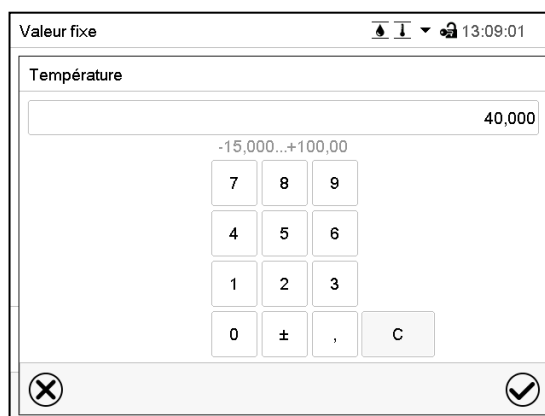 Valeur fixe 13:09:01
Température
40,000
-15,000...+100,00
7 8 9
4 5 6
1 2 3
0 ± , C